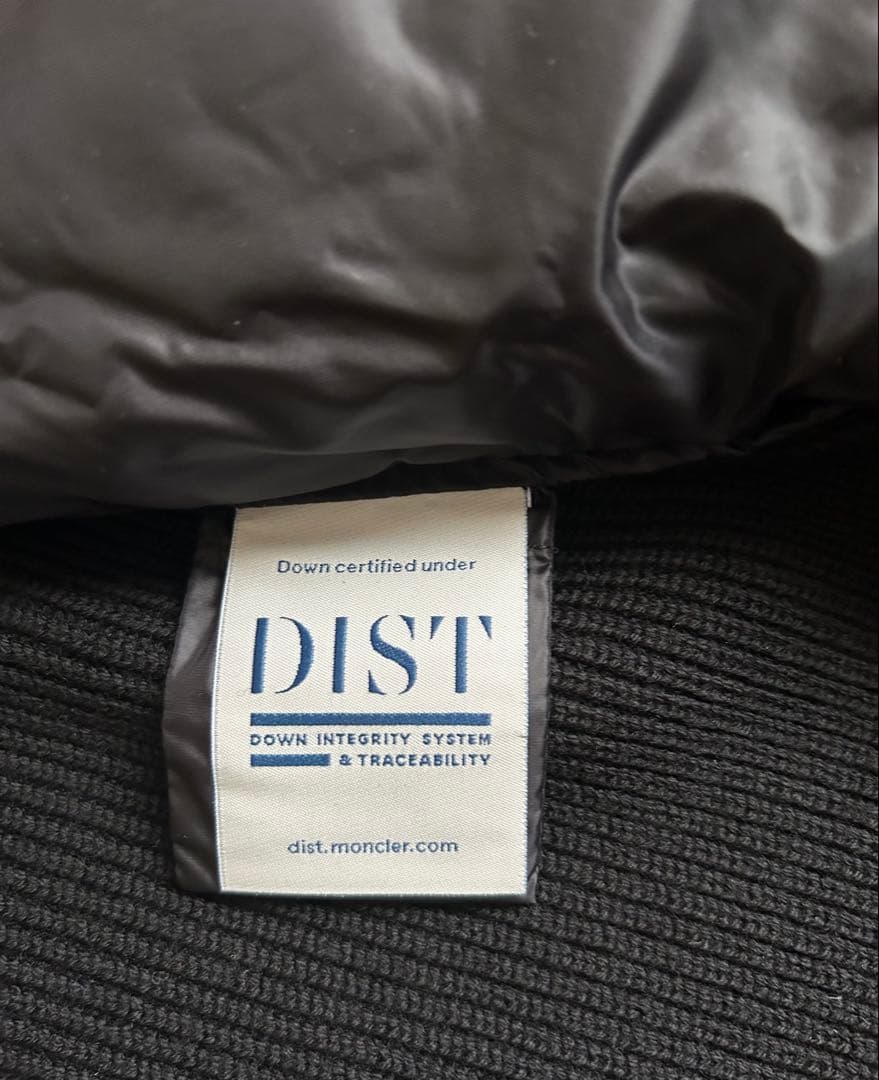 Down certified under
DIST
DOWN INTEGRITY SYSTEM
& TRACEABILITY
dist.moncler.com